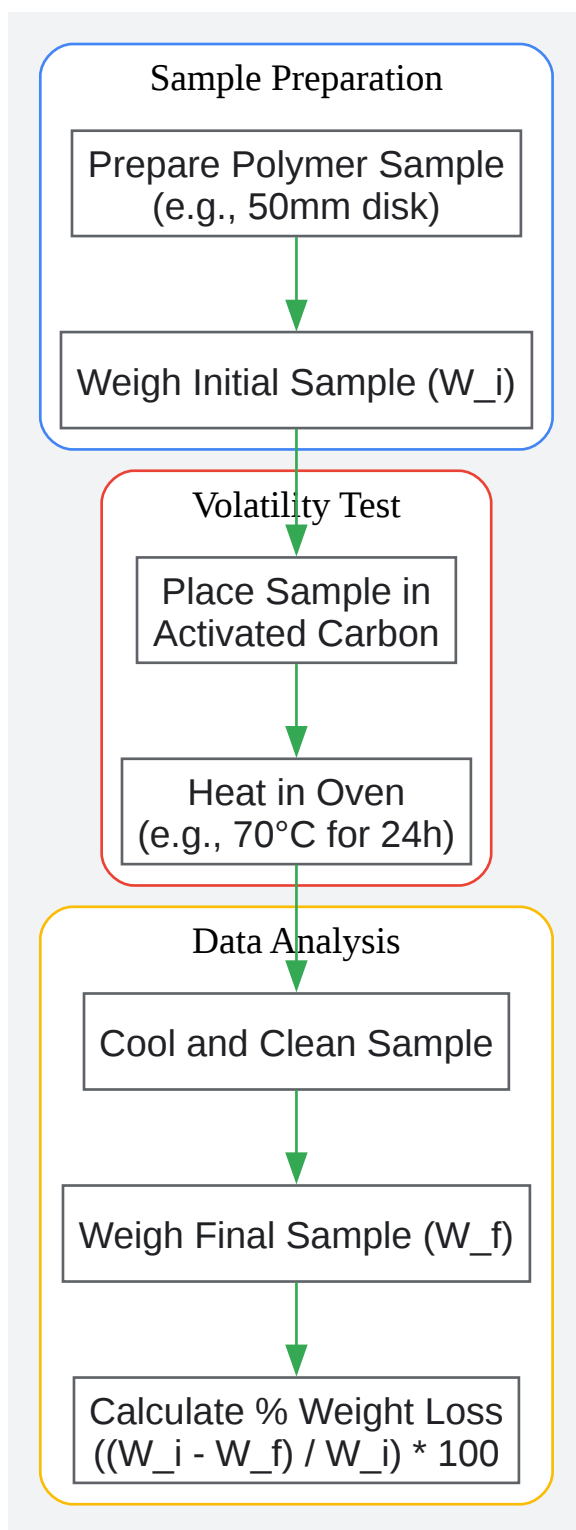 Sample Preparation
Prepare Polymer Sample
(e.g., 50mm disk)
Weigh Initial Sample (W_i)
Volatility Test
Place Sample in
Activated Carbon
Heat in Oven
(e.g., 70°C for 24h)
Data Analysis
Cool and Clean Sample
Weigh Final Sample (W_f)
Calculate % Weight Loss
((W_i - W_f) / W_i) * 100